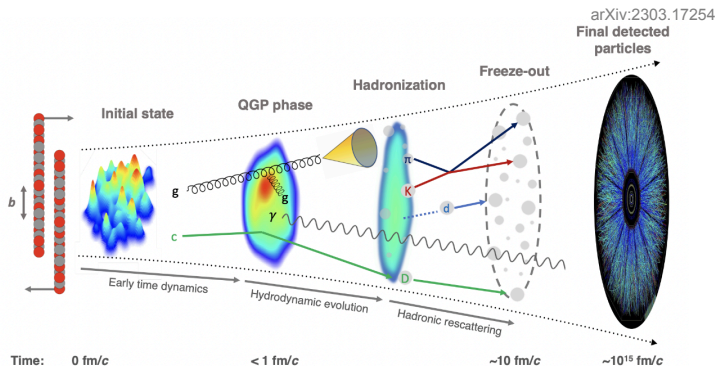 arXiv:2303.17254
Final detected
particles
Freeze-out
Hadronization
QGP phase
Initial state
b
g
g
γ
c
π
K
d
D
Early time dynamics
Hydrodynamic evolution
Hadronic rescattering
Time: 0 fm/c < 1 fm/c ~10 fm/c ~10¹⁵ fm/c